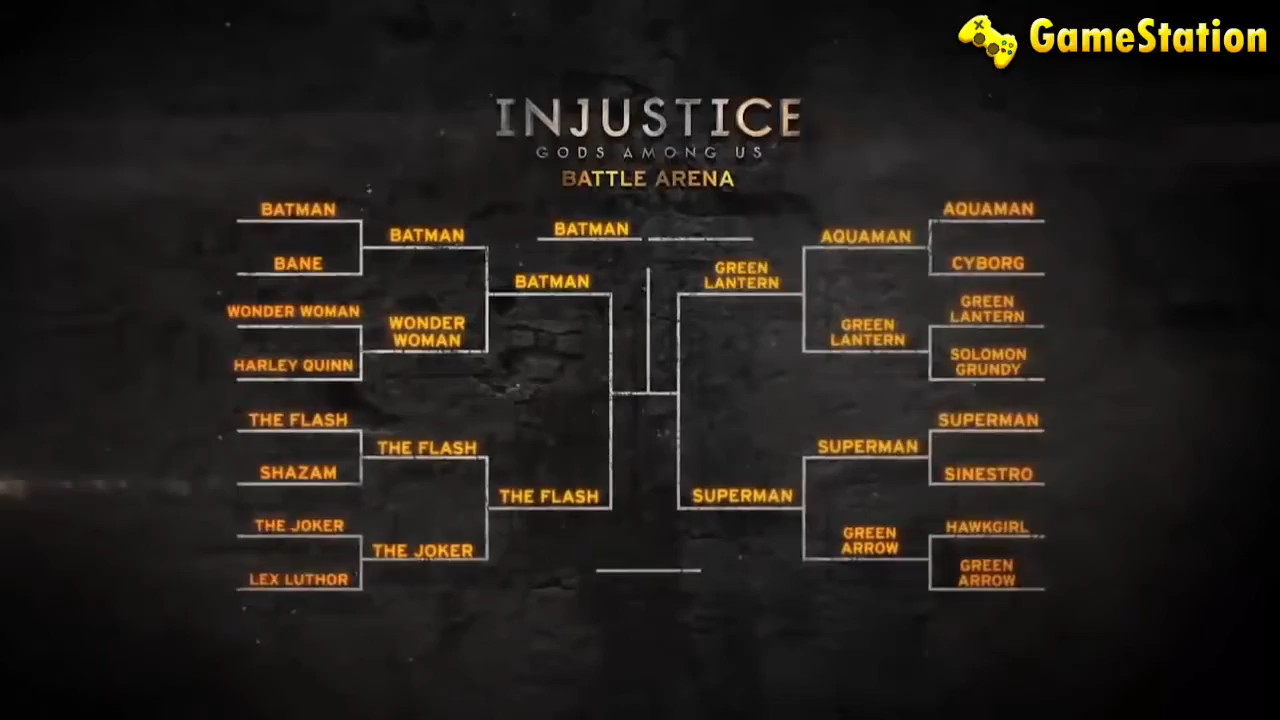 GameStation
INJUSTICE
GODS AMONG US
BATTLE ARENA
BATMAN
BANE
WONDER WOMAN
HARLEY QUINN
THE FLASH
SHAZAM
THE JOKER
LEX LUTHOR
BATMAN
WONDER
WOMAN
THE FLASH
THE JOKER
BATMAN
THE FLASH
BATMAN
GREEN
LANTERN
SUPERMAN
AQUAMAN
GREEN
LANTERN
SUPERMAN
GREEN
ARROW
AQUAMAN
CYBORG
GREEN
LANTERN
SOLOMON
GRUNDY
SUPERMAN
SINESTRO
HAWKGIRL
GREEN
ARROW